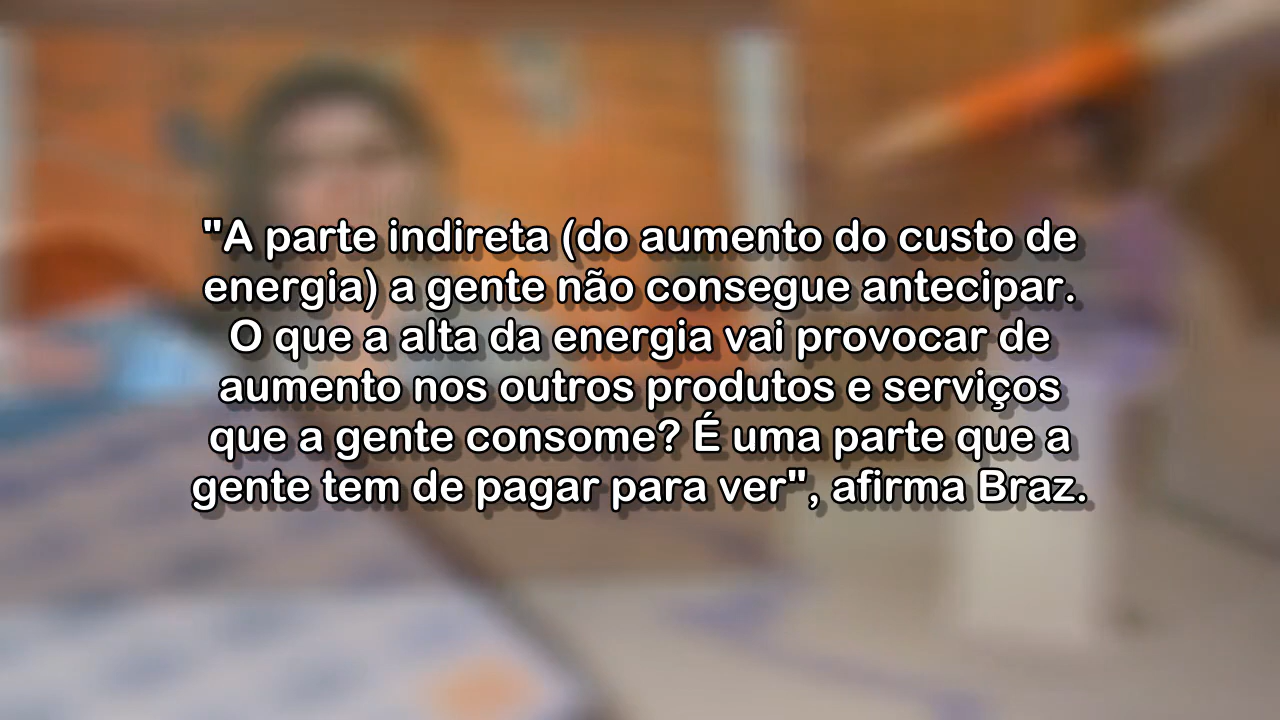 "A parte indireta (do aumento do custo de
energia) a gente não consegue antecipar.
O que a alta da energia vai provocar de
aumento nos outros produtos e serviços
que a gente consome? É uma parte que a
gente tem de pagar para ver", afirma Braz.